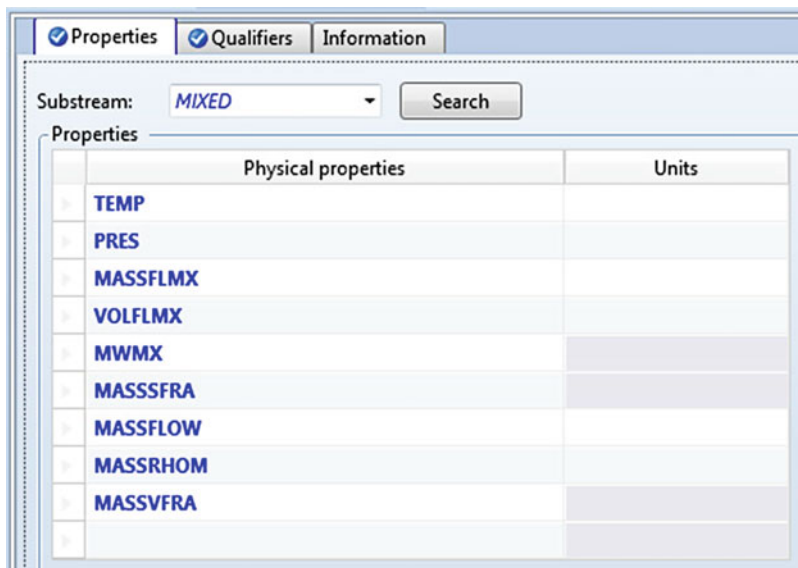 Properties Qualifiers Information
Substream: MIXED Search
Properties
Physical properties Units
TEMP
PRES
MASSFLMX
VOLFLMX
MWMX
MASSSFRA
MASSFLOW
MASSRHOM
MASSVFRA